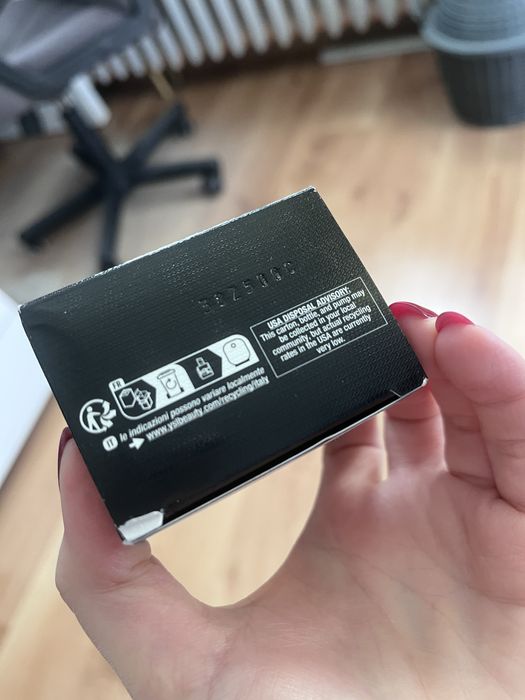 USA DISPOSAL ADVISORY:
This carton, bottle, and pump may
be collected in your local
community, but actual recycling
rates in the USA are currently
very low.
FR
IT le indicazioni possono variare localmente
www.yslbeauty.com/recycling/italy